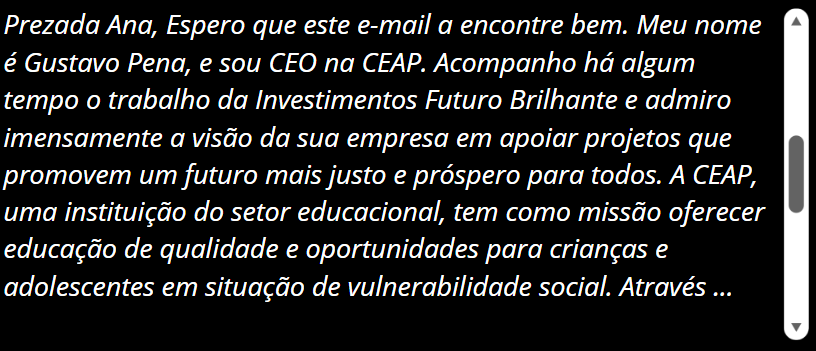 Prezada Ana, Espero que este e-mail a encontre bem. Meu nome
é Gustavo Pena, e sou CEO na CEAP. Acompanho há algum
tempo o trabalho da Investimentos Futuro Brilhante e admiro
imensamente a visão da sua empresa em apoiar projetos que
promovem um futuro mais justo e próspero para todos. A CEAP,
uma instituição do setor educacional, tem como missão oferecer
educação de qualidade e oportunidades para crianças e
adolescentes em situação de vulnerabilidade social. Através ...